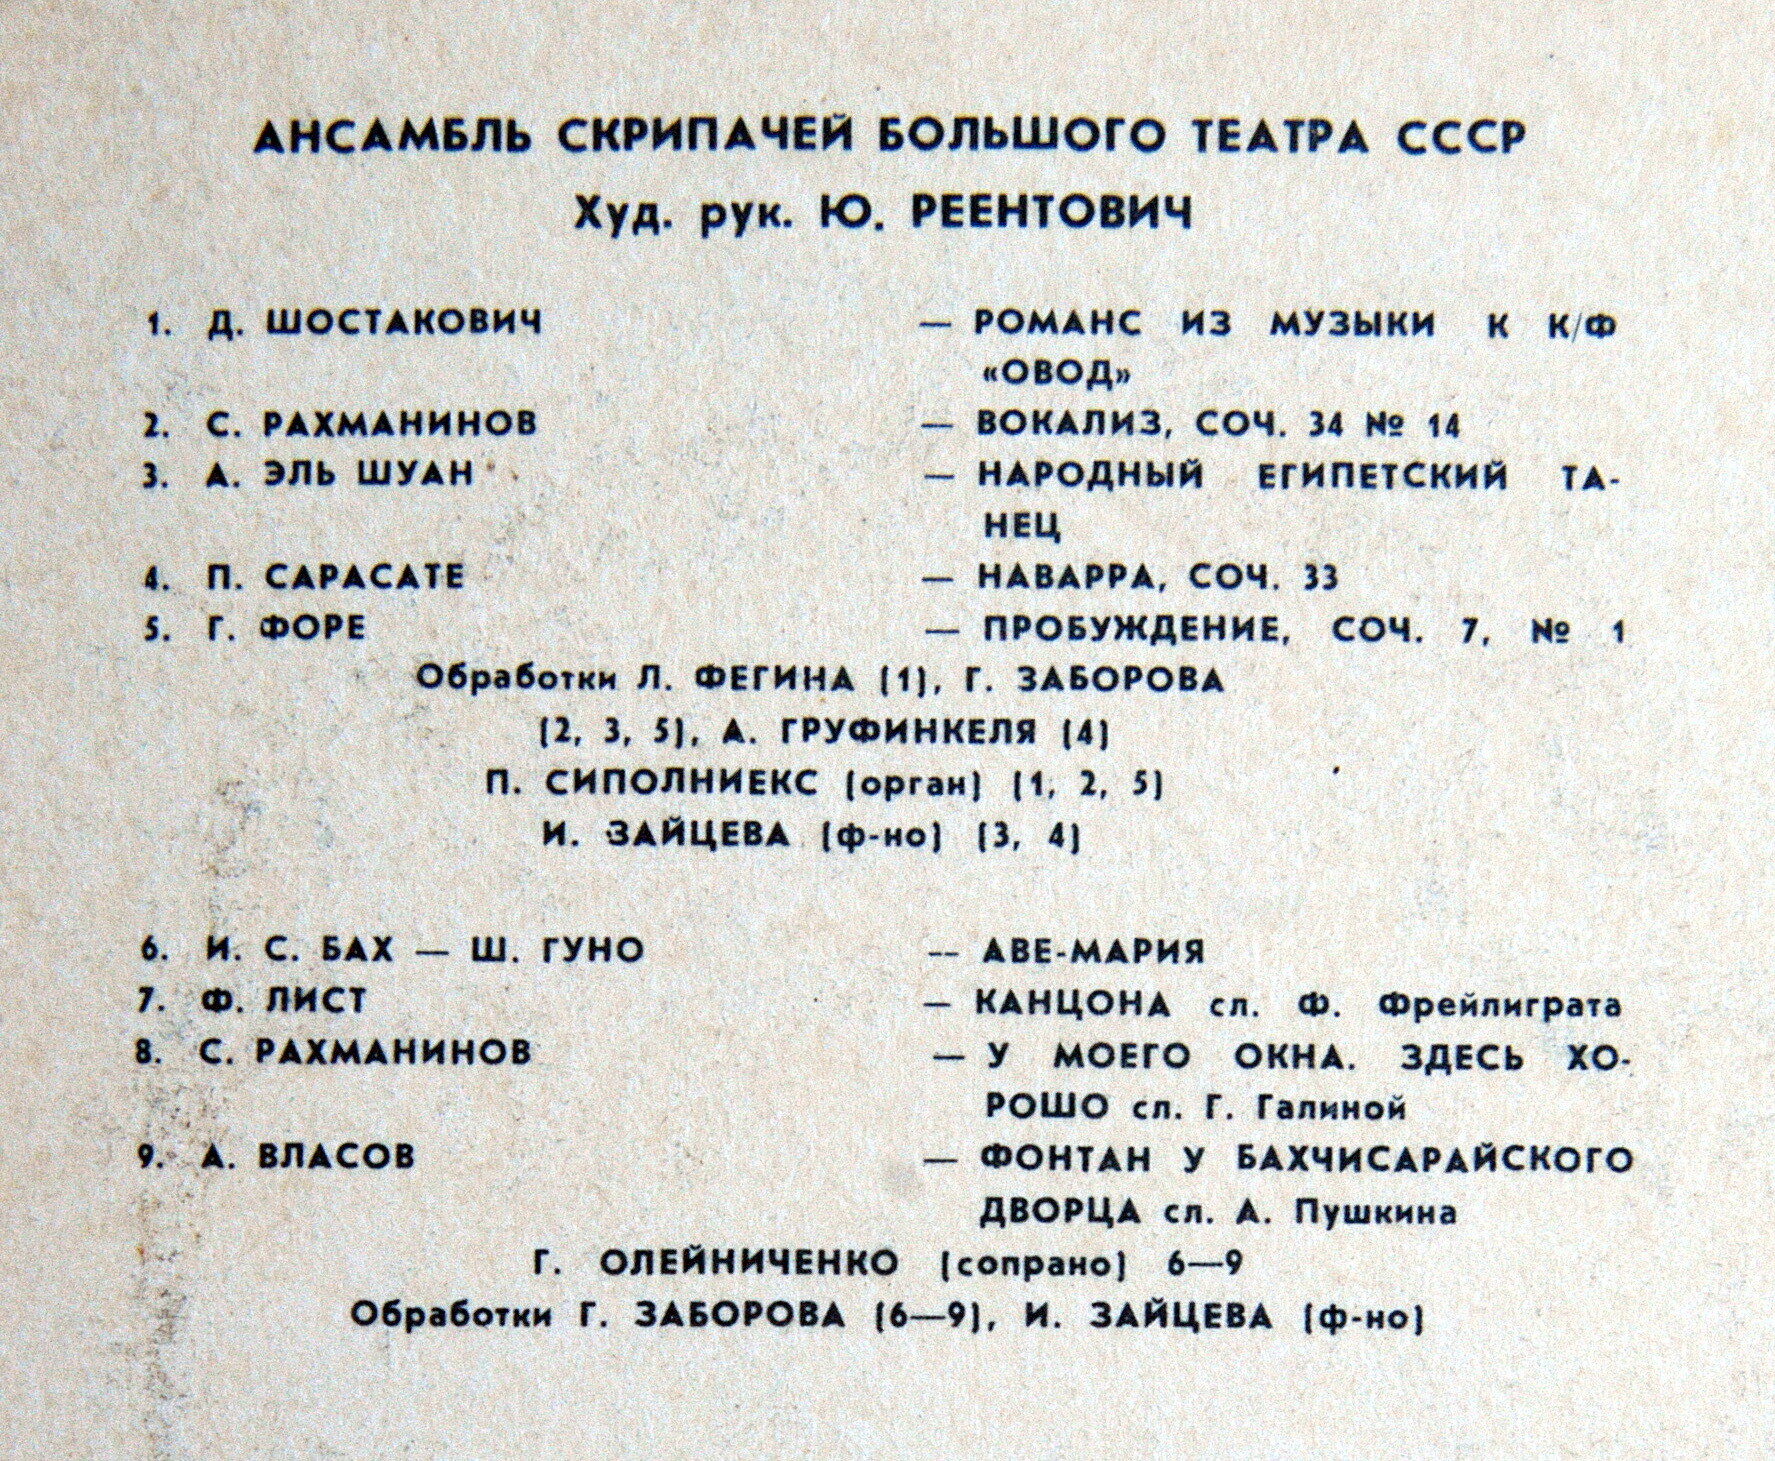 АНСАМБЛЬ СКРИПАЧЕЙ БОЛЬШОГО ТЕАТРА СССР
Худ. рук. Ю. РЕЕНТОВИЧ
1. Д. ШОСТАКОВИЧ — РОМАНС ИЗ МУЗЫКИ К К/Ф
«ОВОД»
2. С. РАХМАНИНОВ — ВОКАЛИЗ, СОЧ. 34 № 14
3. А. ЭЛЬ ШУАН — НАРОДНЫЙ ЕГИПЕТСКИЙ ТА-
НЕЦ
4. П. САРАСАТЕ — НАВАРРА, СОЧ. 33
5. Г. ФОРЕ — ПРОБУЖДЕНИЕ, СОЧ. 7, № 1
Обработки Л. ФЕГИНА (1), Г. ЗАБОРОВА
(2, 3, 5), А. ГРУФИНКЕЛЯ (4)
П. СИПОЛНИЕКС (орган) (1, 2, 5)
И. ЗАЙЦЕВА (ф-но) (3, 4)
6. И. С. БАХ — Ш. ГУНО -- АВЕ-МАРИЯ
7. Ф. ЛИСТ — КАНЦОНА сл. Ф. Фрейлиграта
8. С. РАХМАНИНОВ — У МОЕГО ОКНА. ЗДЕСЬ ХО-
РОШО сл. Г. Галиной
9. А. ВЛАСОВ — ФОНТАН У БАХЧИСАРАЙСКОГО
ДВОРЦА сл. А. Пушкина
Г. ОЛЕЙНИЧЕНКО (сопрано) 6—9
Обработки Г. ЗАБОРОВА (6—9), И. ЗАЙЦЕВА (ф-но)